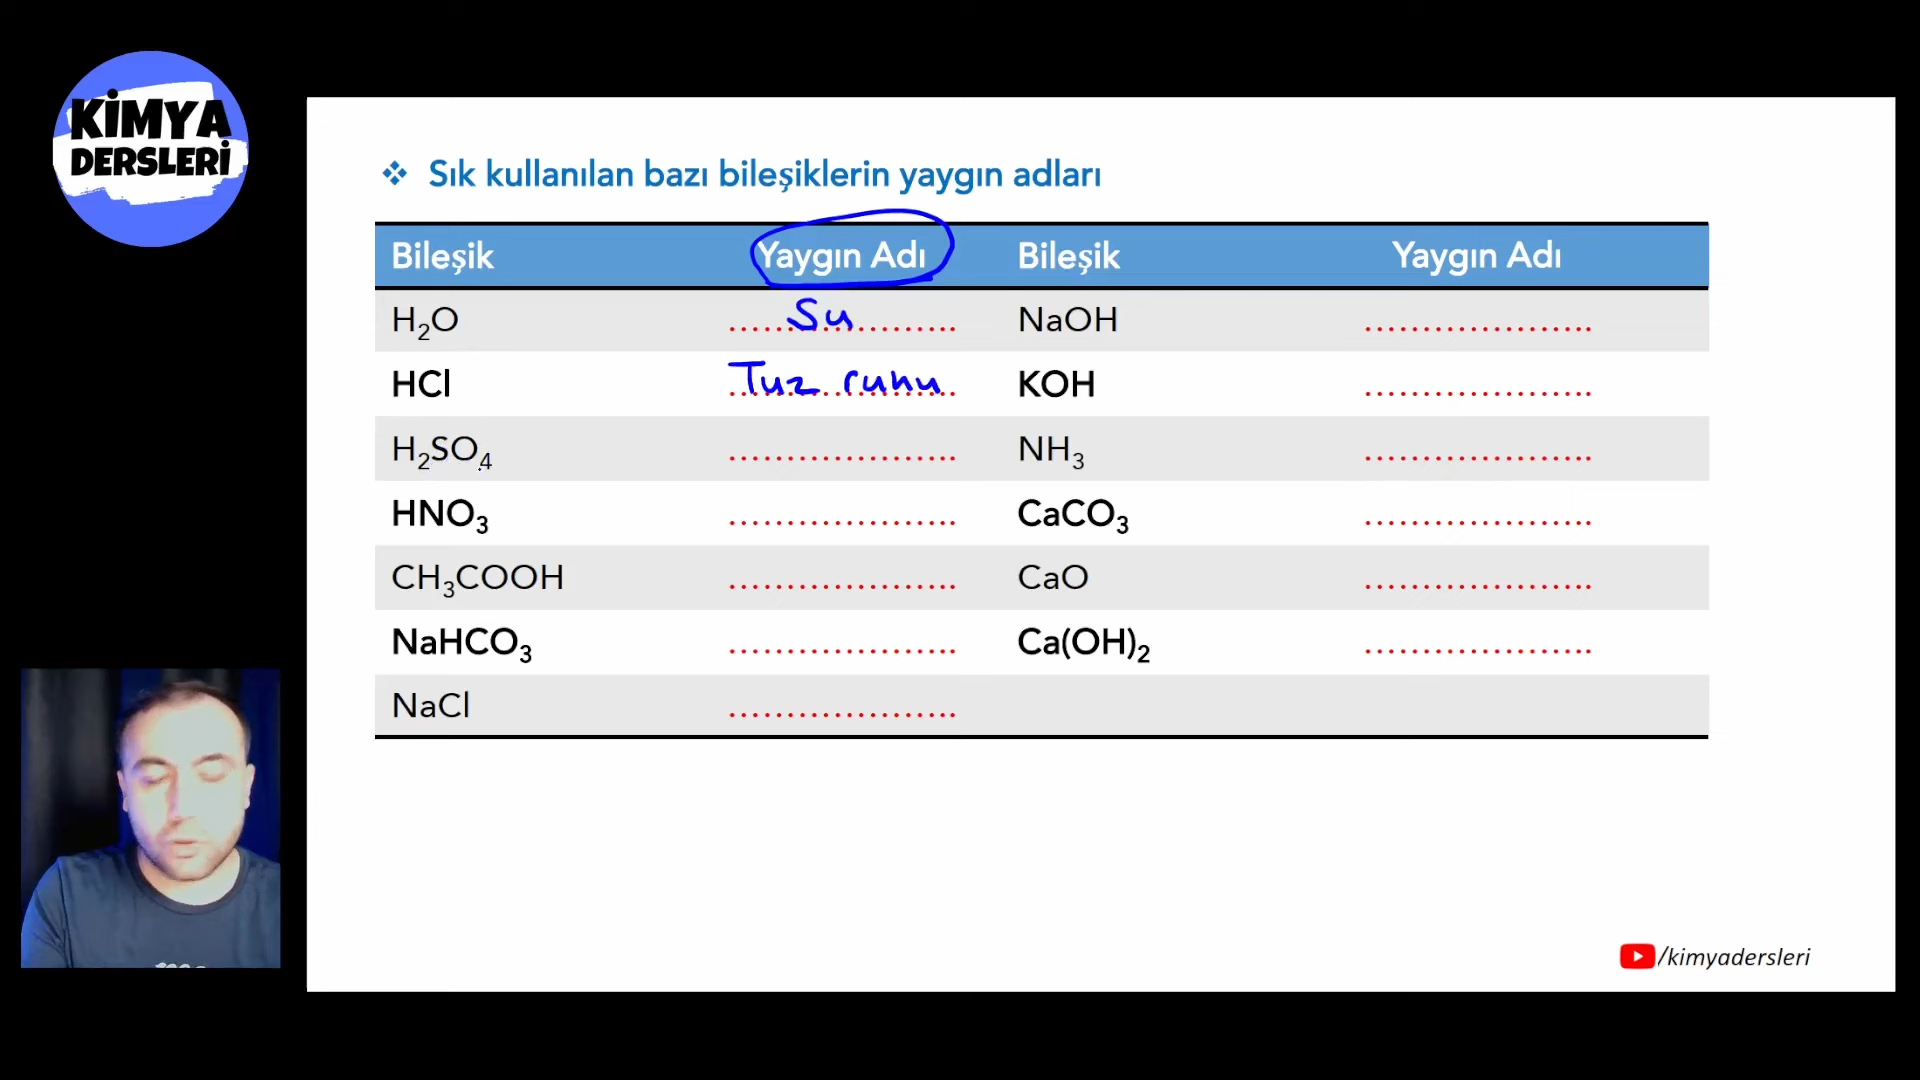 KİMYA
DERSLERİ
❖ Sık kullanılan bazı bileşiklerin yaygın adları
Bileşik Yaygın Adı Bileşik Yaygın Adı
H₂O ....Su.... NaOH ....................
HCl Tuz ruhu KOH ....................
H₂SO₄ .................... NH₃ ....................
HNO₃ .................... CaCO₃ ....................
CH₃COOH .................... CaO ....................
NaHCO₃ .................... Ca(OH)₂ ....................
NaCl ....................
/kimyadersleri